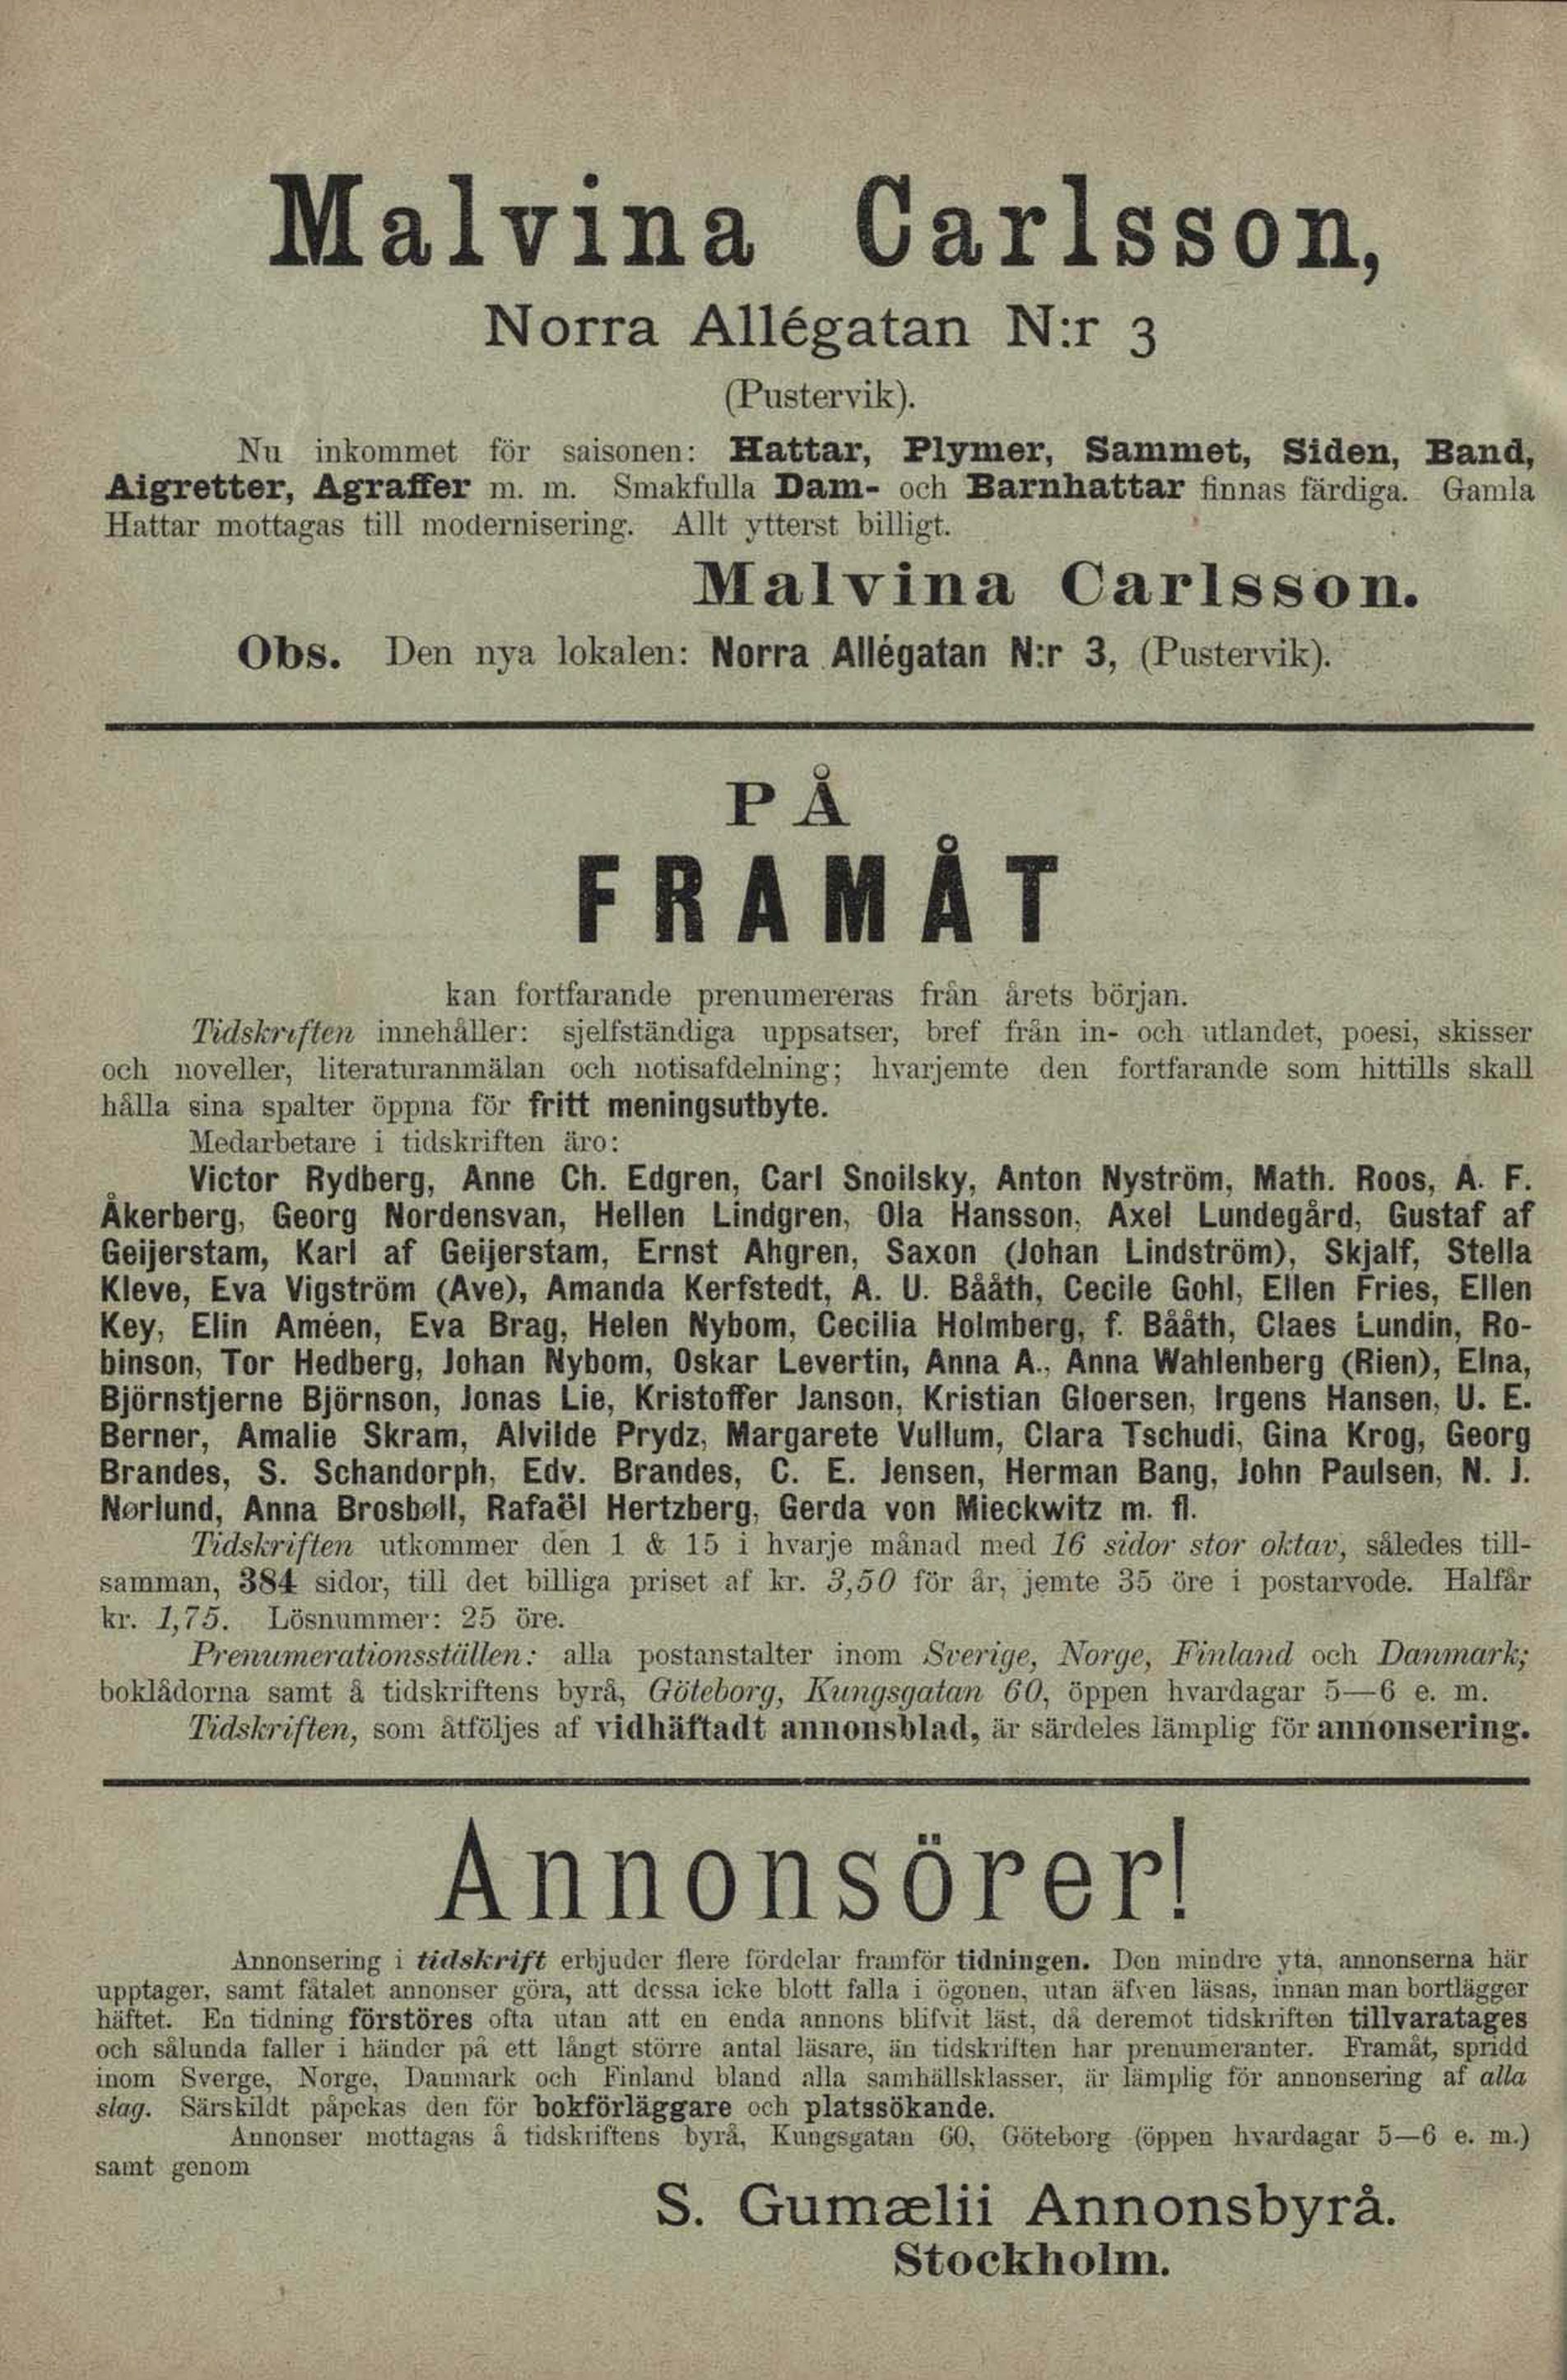 Malvina Carlsson,
Norra Allégatan N:r 3
(Pustervik).
Nu inkommet för saisonen: Hattar, Plymer, Sammet, Siden, Band,
Aigretter, Agraffer m. m. Smakfulla Dam- och Barnhattar finnas färdiga. Gamla
Hattar mottagas till modernisering. Allt ytterst billigt.
Malvina Carlsson.
Obs. Den nya lokalen: Norra Allégatan N:r 3, (Pustervik).
PÅ
FRAMÅT
kan fortfarande prenumereras från årets början.
Tidskriften innehåller: sjelfständiga uppsatser, bref från in- och utlandet, poesi, skisser
och noveller, literaturanmälan och notisafdelning; hvarjemte den fortfarande som hittills skall
hålla sina spalter öppna för fritt meningsutbyte.
Medarbetare i tidskriften äro:
Victor Rydberg, Anne Ch. Edgren, Carl Snoilsky, Anton Nyström, Math. Roos, A. F.
Åkerberg, Georg Nordensvan, Hellen Lindgren, Ola Hansson, Axel Lundegård, Gustaf af
Geijerstam, Karl af Geijerstam, Ernst Ahgren, Saxon (Johan Lindström), Skjalf, Stella
Kleve, Eva Vigström (Ave), Amanda Kerfstedt, A. U. Bååth, Cecile Gohl, Ellen Fries, Ellen
Key, Elin Améen, Eva Brag, Helen Nybom, Cecilia Holmberg, f. Bååth, Claes Lundin, Ro-
binson, Tor Hedberg, Johan Nybom, Oskar Levertin, Anna A., Anna Wahlenberg (Rien), Elna,
Björnstjerne Björnson, Jonas Lie, Kristoffer Janson, Kristian Gloersen, Irgens Hansen, U. E.
Berner, Amalie Skram, Alvilde Prydz, Margarete Vullum, Clara Tschudi, Gina Krog, Georg
Brandes, S. Schandorph, Edv. Brandes, C. E. Jensen, Herman Bang, John Paulsen, N. J.
Nørlund, Anna Brosbøll, Rafaël Hertzberg, Gerda von Mieckwitz m. fl.
Tidskriften utkommer den 1 & 15 i hvarje månad med 16 sidor stor oktav, således till-
samman, 384 sidor, till det billiga priset af kr. 3,50 för år, jemte 35 öre i postarvode. Halfår
kr. 1,75. Lösnummer: 25 öre.
Prenumerationsställen: alla postanstalter inom Sverige, Norge, Finland och Danmark;
boklådorna samt å tidskriftens byrå, Göteborg, Kungsgatan 60, öppen hvardagar 5—6 e. m.
Tidskriften, som åtföljes af vidhäftadt annonsblad, är särdeles lämplig för annonsering.
Annonsörer!
Annonsering i tidskrift erbjuder flere fördelar framför tidningen. Den mindre yta, annonserna här
upptager, samt fåtalet annonser göra, att dessa icke blott falla i ögonen, utan äfven läsas, innan man bortlägger
häftet. En tidning förstöres ofta utan att en enda annons blifvit läst, då deremot tidskriften tillvaratages
och sålunda faller i händer på ett långt större antal läsare, än tidskriften har prenumeranter. Framåt, spridd
inom Sverge, Norge, Danmark och Finland bland alla samhällsklasser, är lämplig för annonsering af alla
slag. Särskildt påpekas den för bokförläggare och platssökande.
Annonser mottagas å tidskriftens byrå, Kungsgatan 60, Göteborg (öppen hvardagar 5—6 e. m.)
samt genom
S. Gumælii Annonsbyrå.
Stockholm.